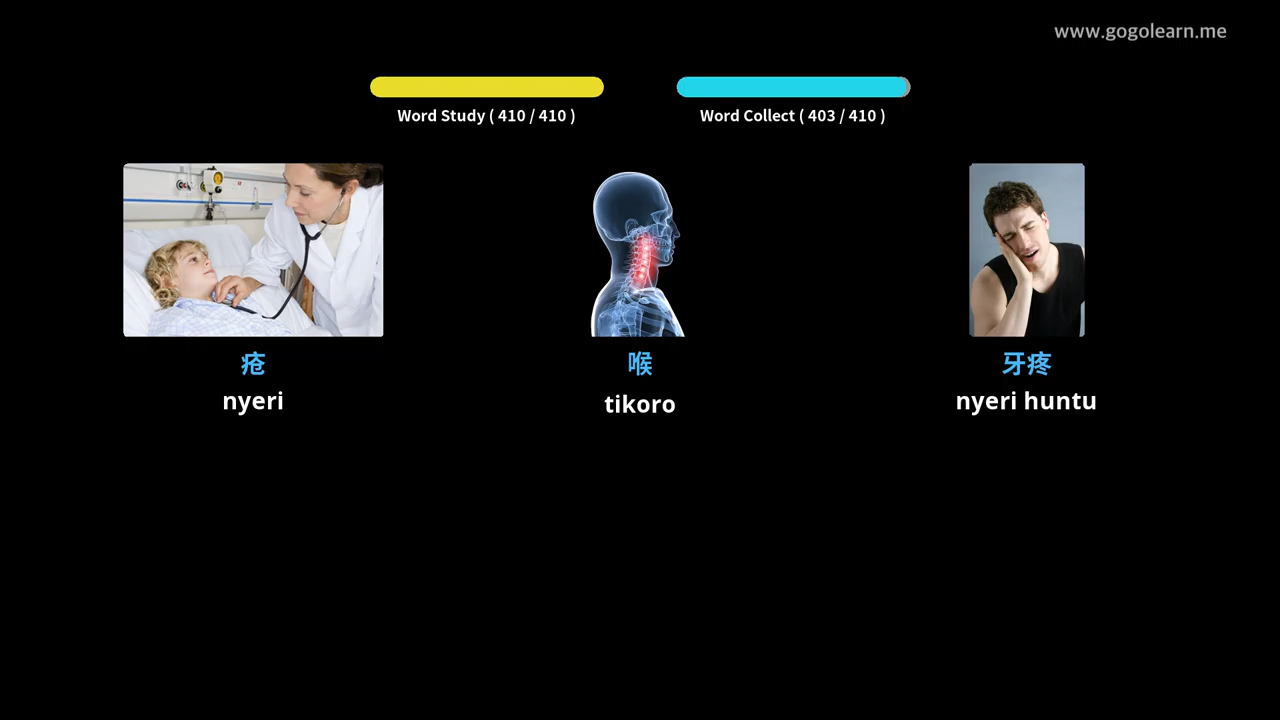 www.gogolearn.me
Word Study ( 410 / 410 )
Word Collect ( 403 / 410 )
疮
喉
牙疼
nyeri
tikoro
nyeri huntu